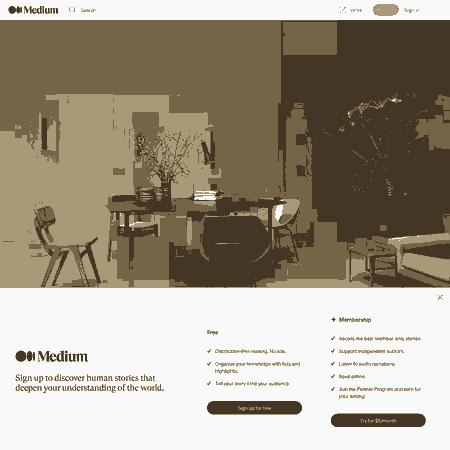 Medium
Search
Write
Sign in
Medium
Sign up to discover human stories that
deepen your understanding of the world.
Free
Distraction-free reading. No ads.
Organize your knowledge with lists and
highlights.
Tell your story. Find your audience.
Sign up for free
Membership
Access the best member-only stories.
Support independent authors.
Listen to audio narrations.
Read offline.
Join the Partner Program and earn for
your writing.
Try for $5/month